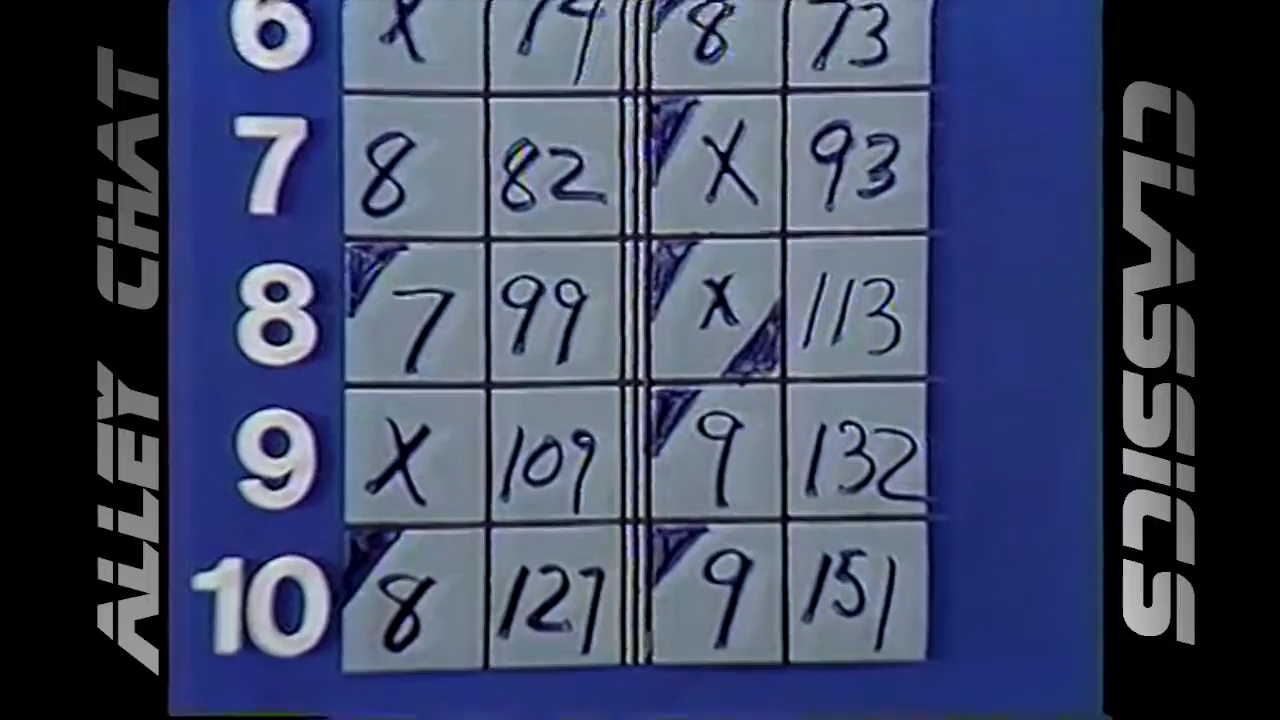 ALLEY CHAT
6 X 74 8 73
7 8 82 X 93
8 7 99 X 113
9 X 109 9 132
10 8 127 9 151
CLASSICS